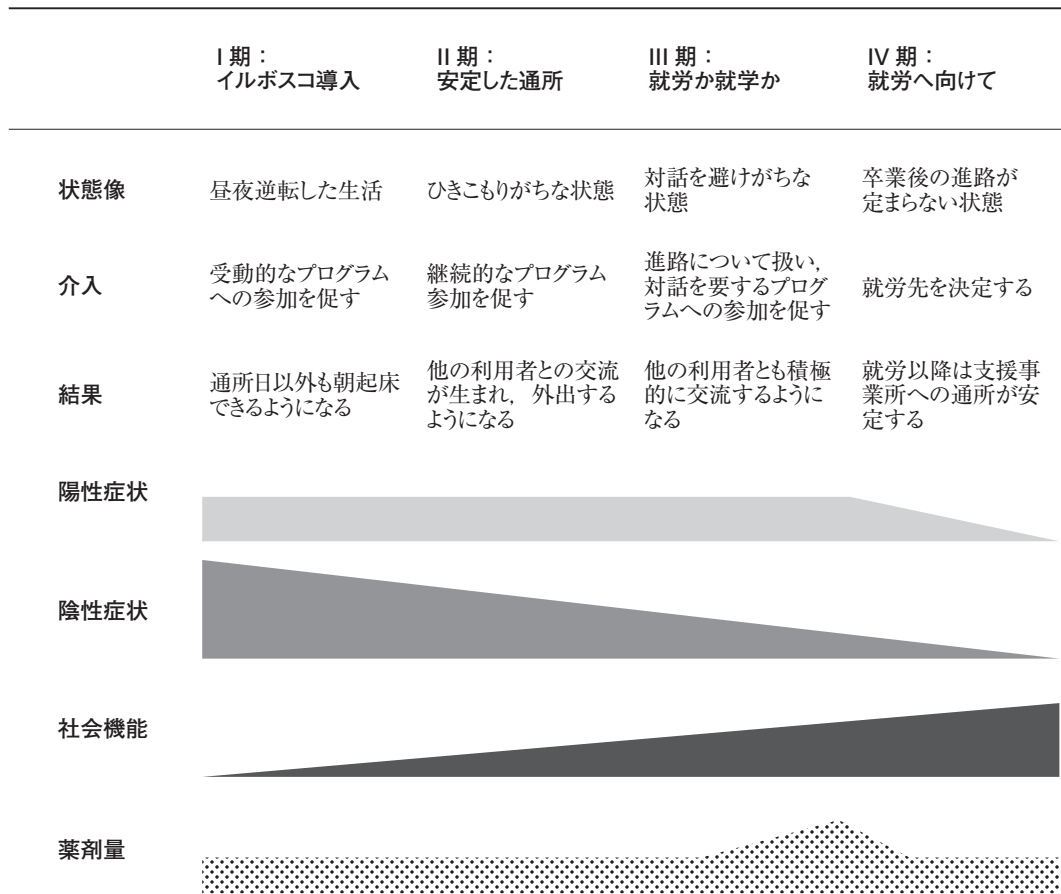 I 期：
イルボスコ導入
II 期：
安定した通所
III 期：
就労か就学か
IV 期：
就労へ向けて
状態像
昼夜逆転した生活
ひきこもりがちな状態
対話を避けがちな
状態
卒業後の進路が
定まらない状態
介入
受動的なプログラム
への参加を促す
継続的なプログラム
参加を促す
進路について扱い，
対話を要するプログ
ラムへの参加を促す
就労先を決定する
結果
通所日以外も朝起床
できるようになる
他の利用者との交流
が生まれ，外出する
ようになる
他の利用者とも積極
的に交流するように
なる
就労以降は支援事
業所への通所が安
定する
陽性症状
陰性症状
社会機能
薬剤量